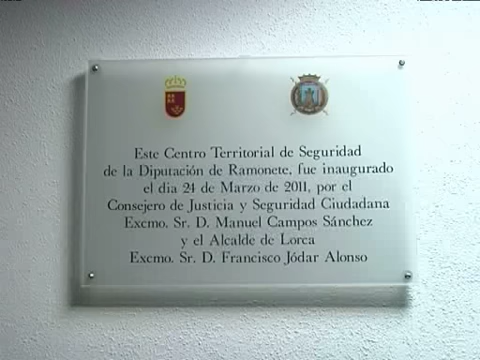 Este Centro Territorial de Seguridad
de la Diputación de Ramonete, fue inaugurado
el dia 24 de Marzo de 2011, por el
Consejero de Justicia y Seguridad Ciudadana
Excmo. Sr. D. Manuel Campos Sánchez
y el Alcalde de Lorca
Excmo. Sr. D. Francisco Jódar Alonso